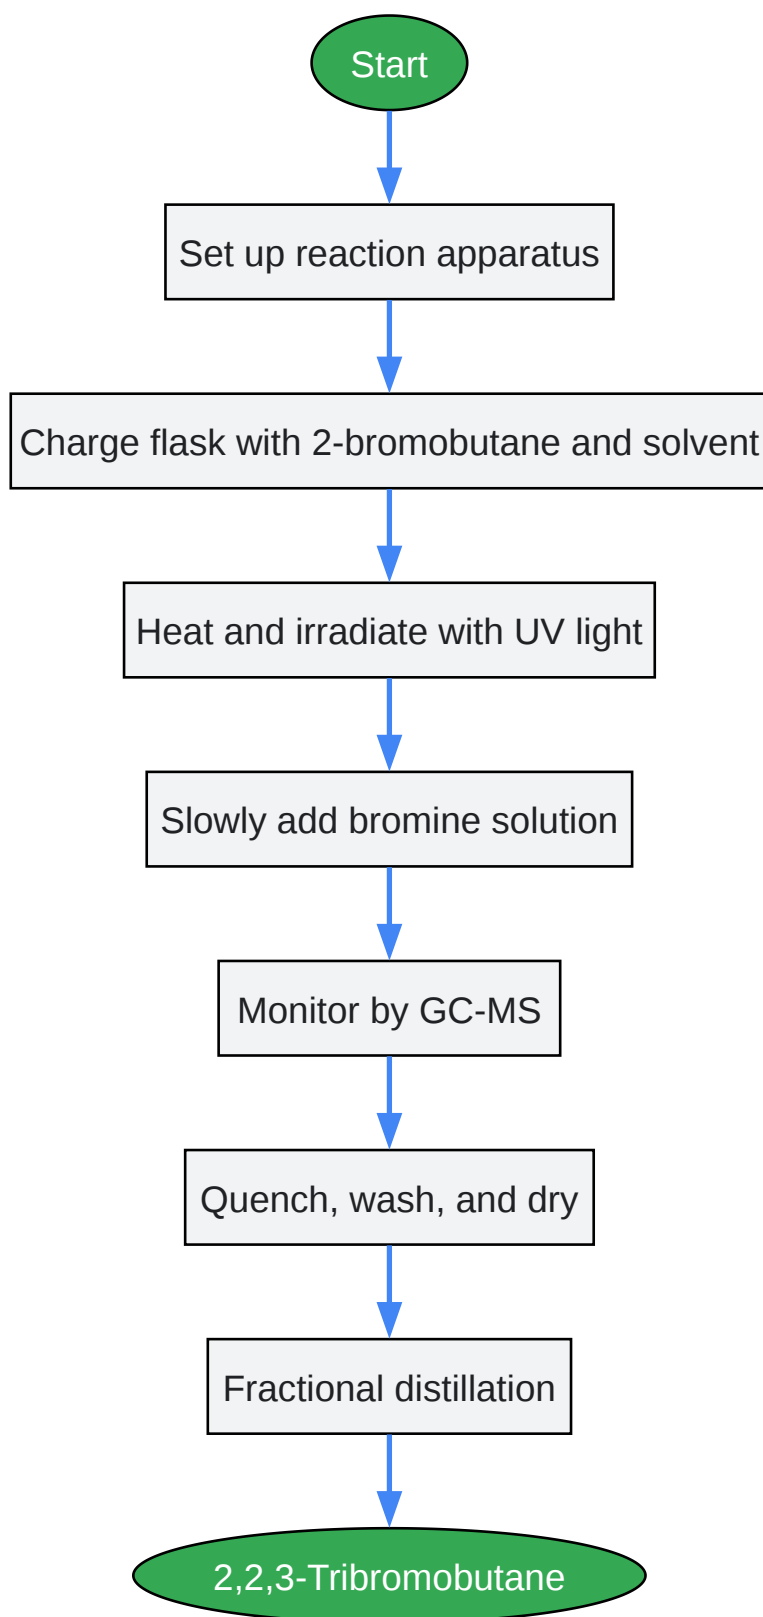 Start
Set up reaction apparatus
Charge flask with 2-bromobutane and solvent
Heat and irradiate with UV light
Slowly add bromine solution
Monitor by GC-MS
Quench, wash, and dry
Fractional distillation
2,2,3-Tribromobutane